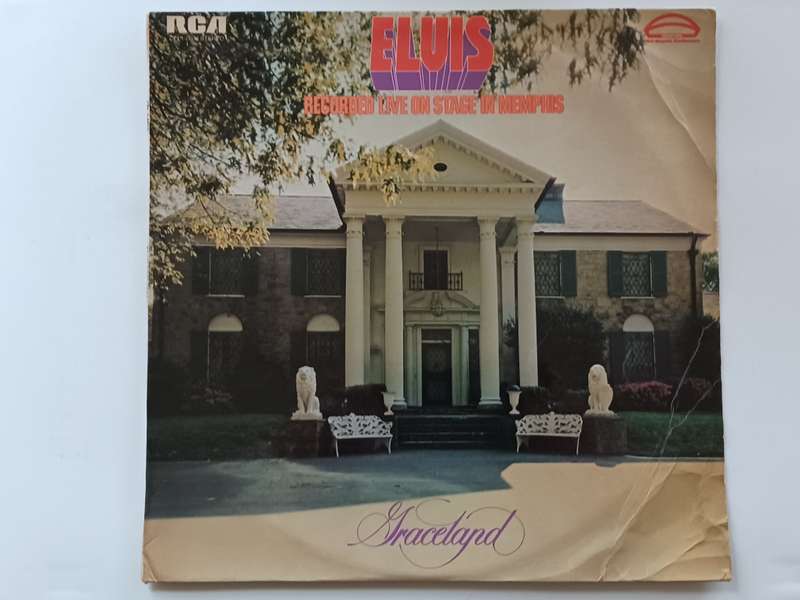 RCA
ELVIS
RECORDED LIVE ON STAGE IN MEMPHIS
Graceland